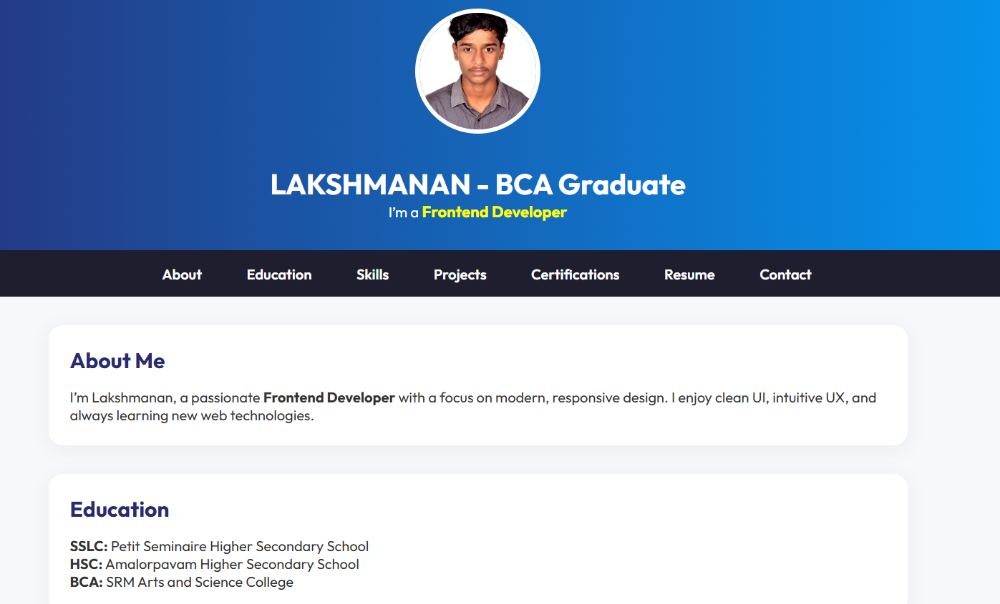 LAKSHMANAN - BCA Graduate
I’m a Frontend Developer
About Education Skills Projects Certifications Resume Contact
About Me
I’m Lakshmanan, a passionate Frontend Developer with a focus on modern, responsive design. I enjoy clean UI, intuitive UX, and
always learning new web technologies.
Education
SSLC: Petit Seminaire Higher Secondary School
HSC: Amalorpavam Higher Secondary School
BCA: SRM Arts and Science College